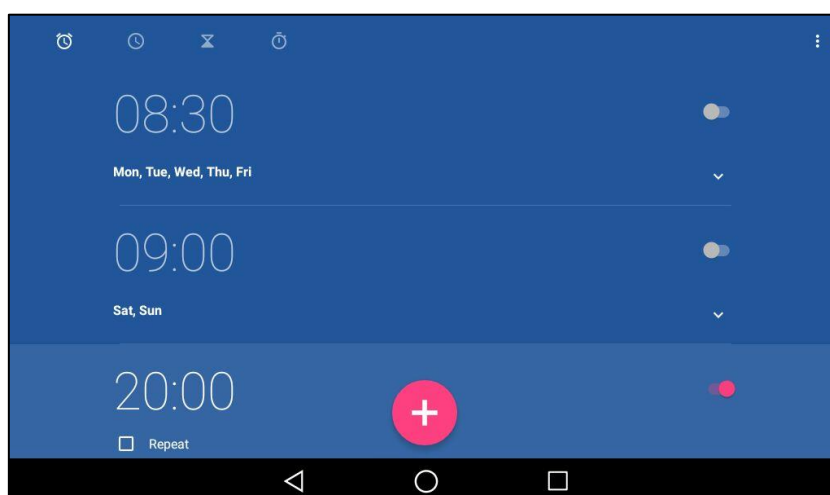 08:30
Mon, Tue, Wed, Thu, Fri
09:00
Sat, Sun
20:00
Repeat